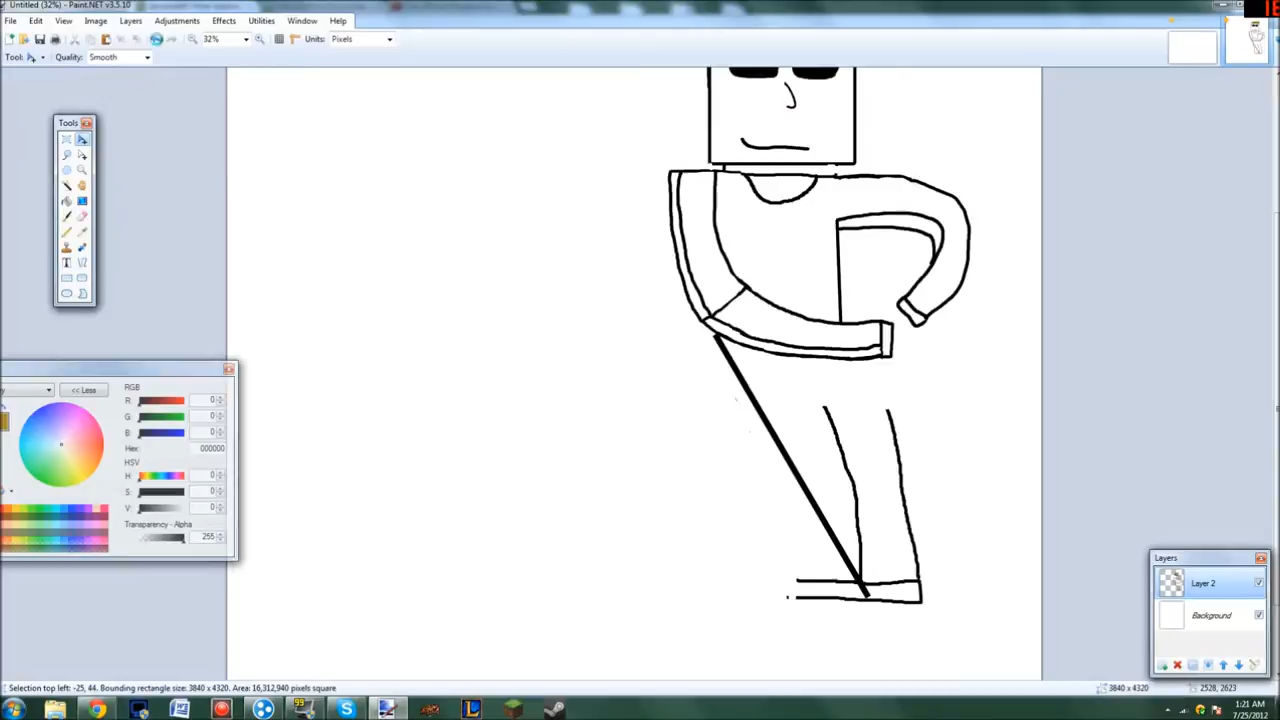 Untitled (32%) - Paint.NET v3.5.10
File Edit View Image Layers Adjustments Effects Utilities Window Help
32% Units: Pixels
Tool: Quality: Smooth
Tools
<< Less
RGB
R: 0
G: 0
B: 0
Hex: 000000
HSV
H: 0
S: 0
V: 0
Transparency - Alpha
255
Layers
Layer 2
Background
Selection top left: -25, 44. Bounding rectangle size: 3840 x 4320. Area: 16,312,940 pixels square
3840 x 4320
2528, 2623
99
1:21 AM
7/25/2012